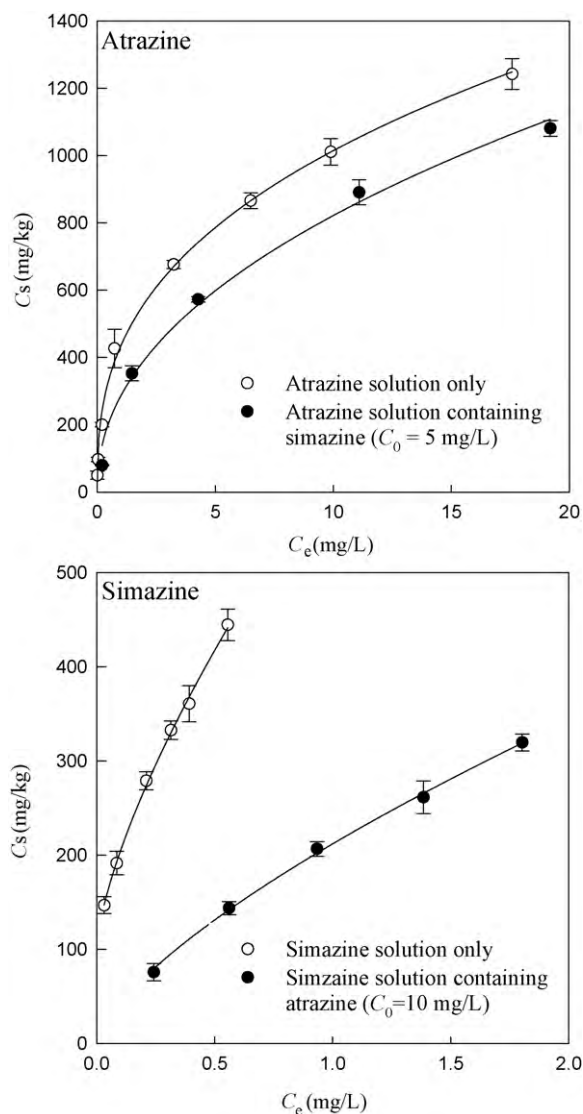 Atrazine
1400
1200
1000
800
600
400
200
0
Cs (mg/kg)
Atrazine solution only
Atrazine solution containing
simazine (C0 = 5 mg/L)
0
5
10
15
20
Ce(mg/L)
Simazine
500
400
300
200
100
0
Cs (mg/kg)
Simazine solution only
Simzaine solution containing
atrazine (C0=10 mg/L)
0.0
0.5
1.0
1.5
2.0
Ce (mg/L)